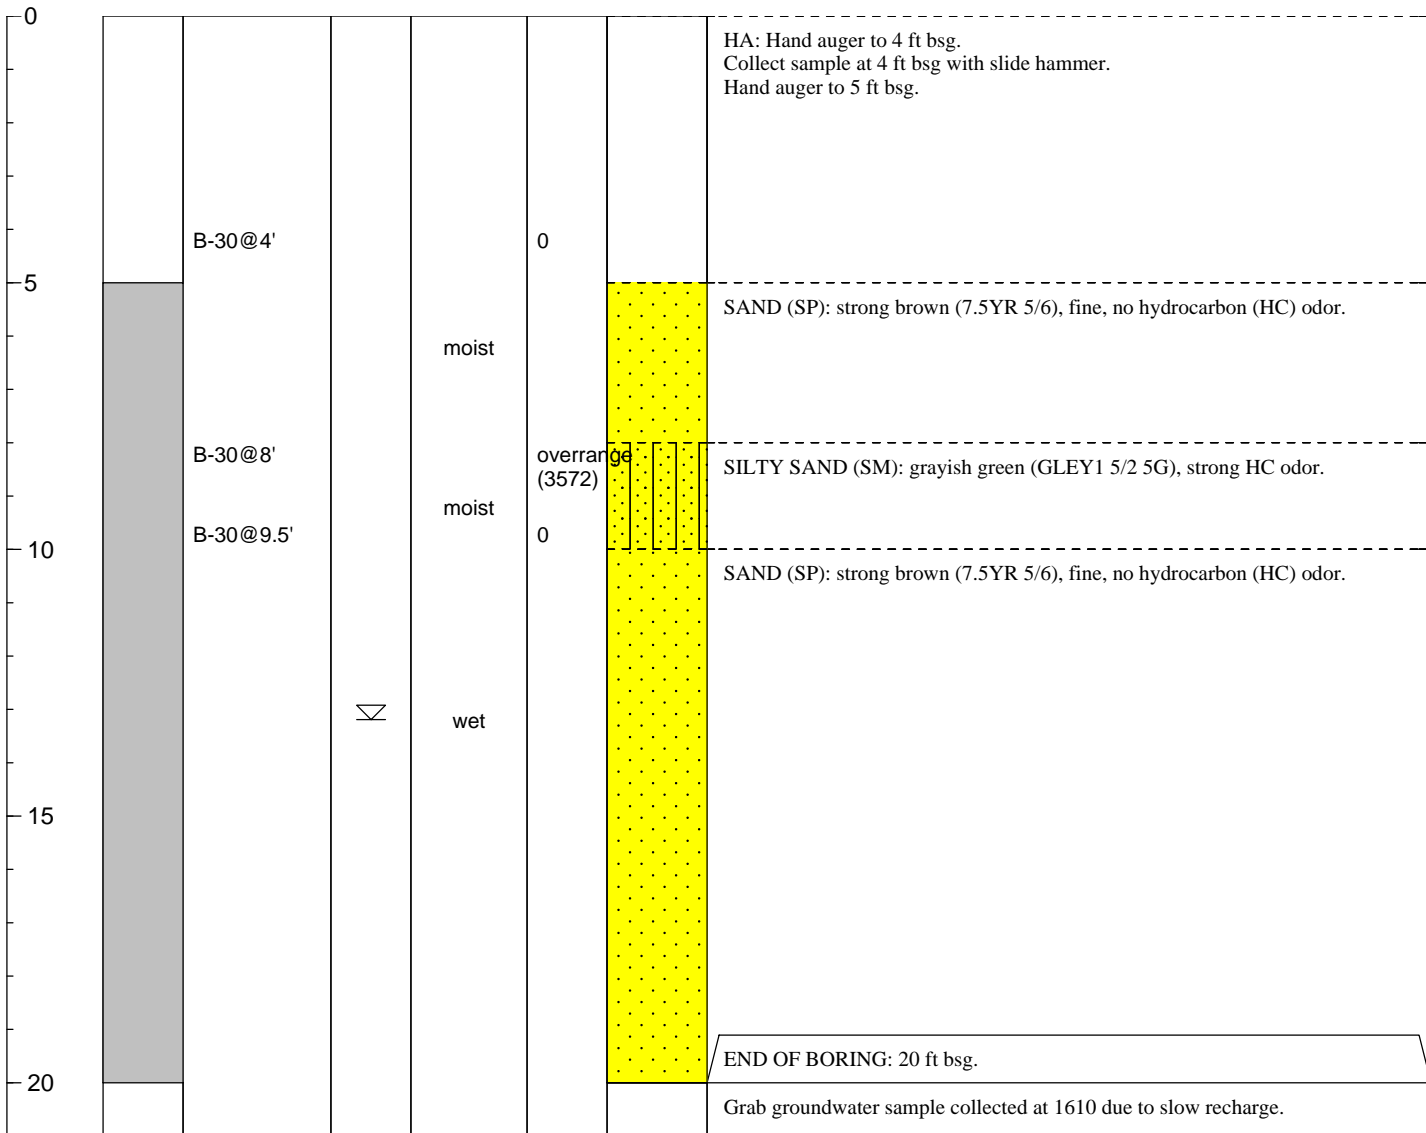 0
HA: Hand auger to 4 ft bsg.
Collect sample at 4 ft bsg with slide hammer.
Hand auger to 5 ft bsg.
B-30@4'
0
5
SAND (SP): strong brown (7.5YR 5/6), fine, no hydrocarbon (HC) odor.
moist
B-30@8'
overrange
(3572)
SILTY SAND (SM): grayish green (GLEY1 5/2 5G), strong HC odor.
moist
B-30@9.5'
0
10
SAND (SP): strong brown (7.5YR 5/6), fine, no hydrocarbon (HC) odor.
wet
15
END OF BORING: 20 ft bsg.
20
Grab groundwater sample collected at 1610 due to slow recharge.